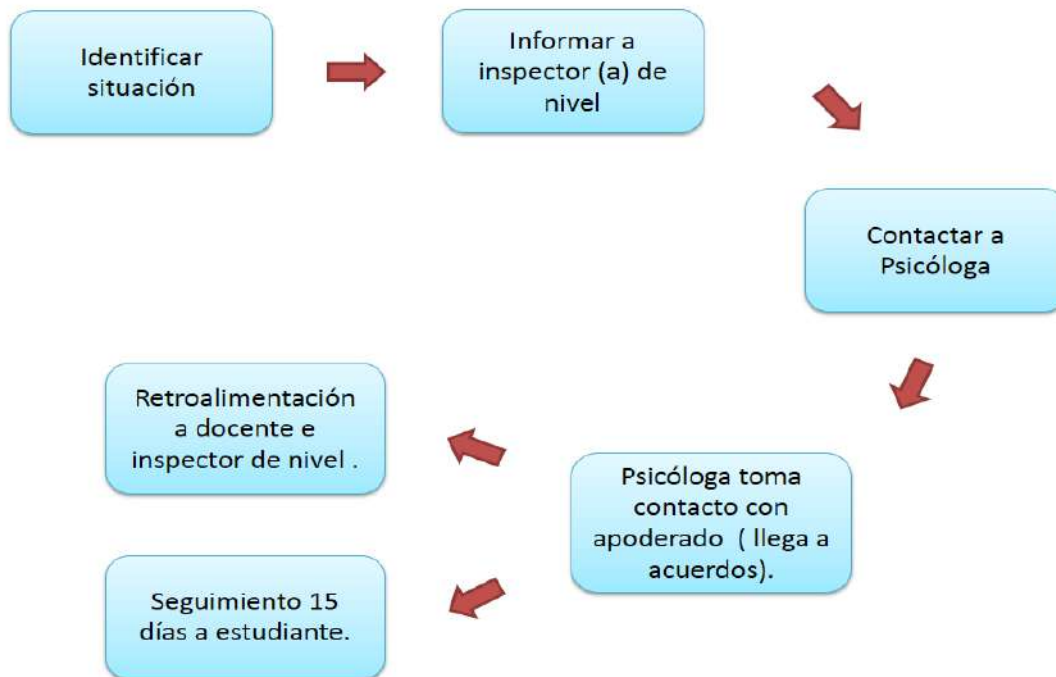 Identificar
situación
Informar a
inspector (a) de
nivel
Contactar a
Psicóloga
Psicóloga toma
contacto con
apoderado ( llega a
acuerdos).
Retroalimentación
a docente e
inspector de nivel .
Seguimiento 15
días a estudiante.